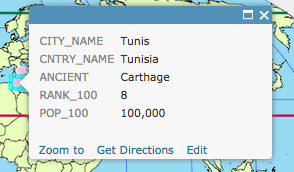 CITY_NAME Tunis
CNTRY_NAME Tunisia
ANCIENT Carthage
RANK_100 8
POP_100 100,000
Zoom to Get Directions Edit